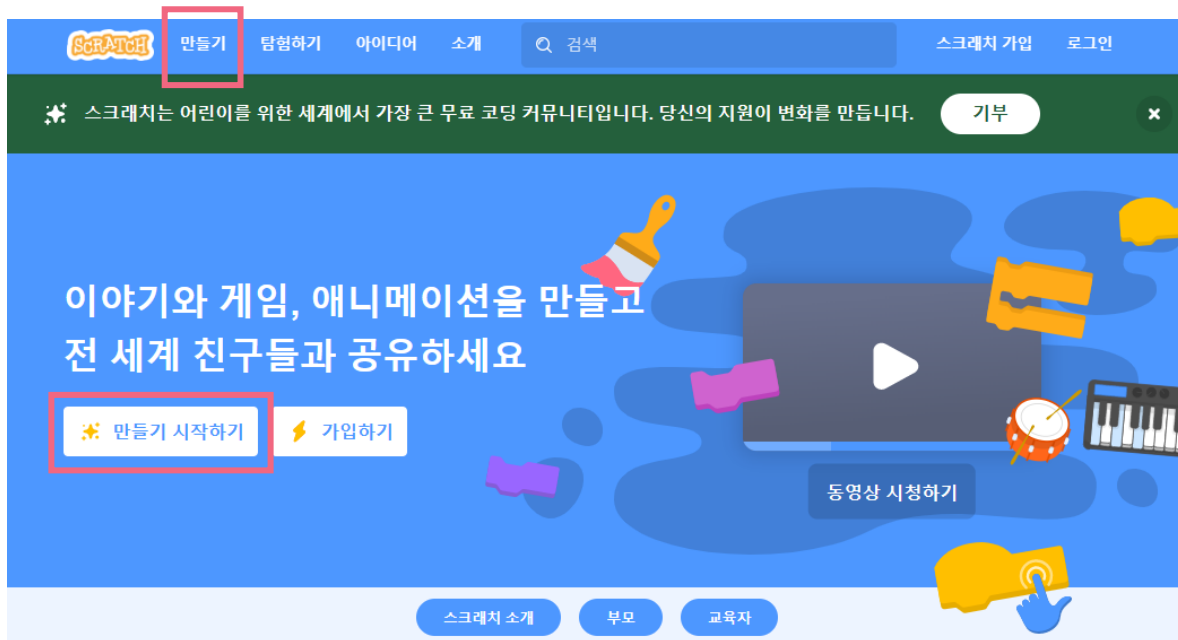 SCRATCH 만들기 탐험하기 아이디어 소개 검색 스크래치 가입 로그인
스크래치는 어린이를 위한 세계에서 가장 큰 무료 코딩 커뮤니티입니다. 당신의 지원이 변화를 만듭니다. 기부
이야기와 게임, 애니메이션을 만들고
전 세계 친구들과 공유하세요
만들기 시작하기 가입하기
동영상 시청하기
스크래치 소개 부모 교육자